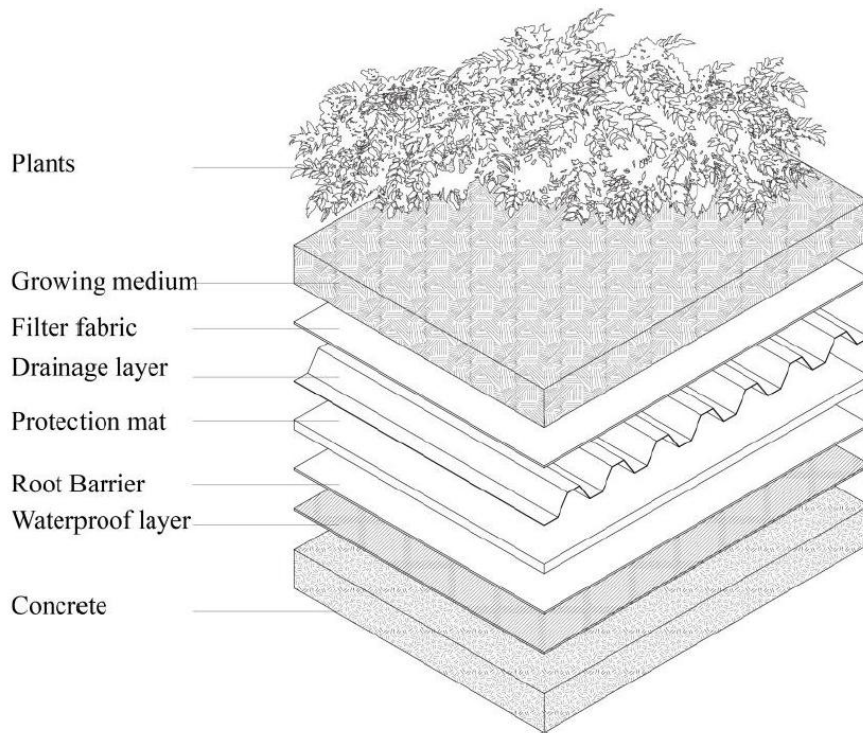 Plants
Growing medium
Filter fabric
Drainage layer
Protection mat
Root Barrier
Waterproof layer
Concrete